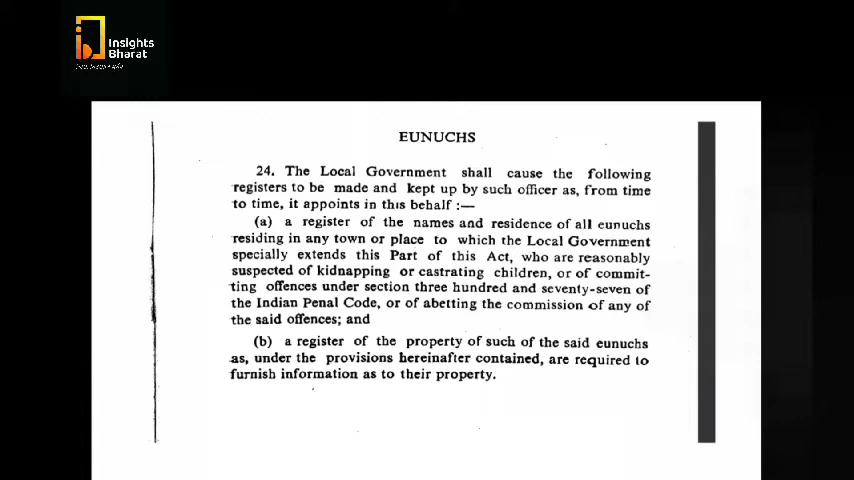 Insights
Bharat
EUNUCHS
24. The Local Government shall cause the following
registers to be made and kept up by such officer as, from time
to time, it appoints in this behalf :—
(a) a register of the names and residence of all eunuchs
residing in any town or place to which the Local Government
specially extends this Part of this Act, who are reasonably
suspected of kidnapping or castrating children, or of commit-
ting offences under section three hundred and seventy-seven of
the Indian Penal Code, or of abetting the commission of any of
the said offences; and
(b) a register of the property of such of the said eunuchs
as, under the provisions hereinafter contained, are required to
furnish information as to their property.